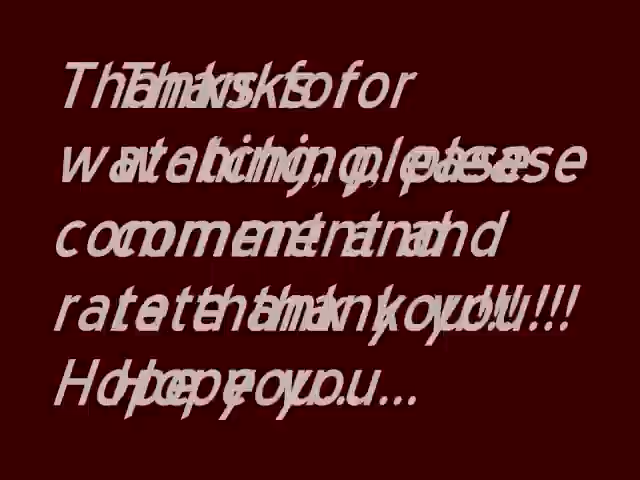 Thanks for
watching, please
comment and
rate thank you!!!
Hope you...